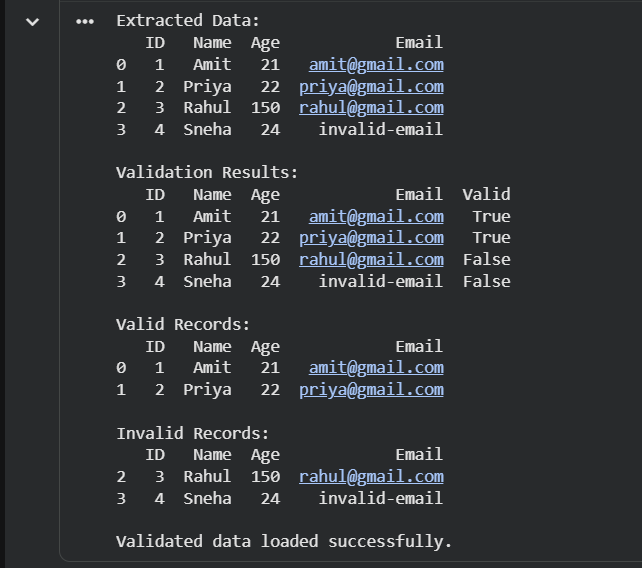 Extracted Data:
   ID   Name  Age            Email
0   1   Amit   21   amit@gmail.com
1   2  Priya   22  priya@gmail.com
2   3  Rahul  150  rahul@gmail.com
3   4  Sneha   24    invalid-email

Validation Results:
   ID   Name  Age            Email  Valid
0   1   Amit   21   amit@gmail.com   True
1   2  Priya   22  priya@gmail.com   True
2   3  Rahul  150  rahul@gmail.com  False
3   4  Sneha   24    invalid-email  False

Valid Records:
   ID   Name  Age            Email
0   1   Amit   21   amit@gmail.com
1   2  Priya   22  priya@gmail.com

Invalid Records:
   ID   Name  Age            Email
2   3  Rahul  150  rahul@gmail.com
3   4  Sneha   24    invalid-email

Validated data loaded successfully.